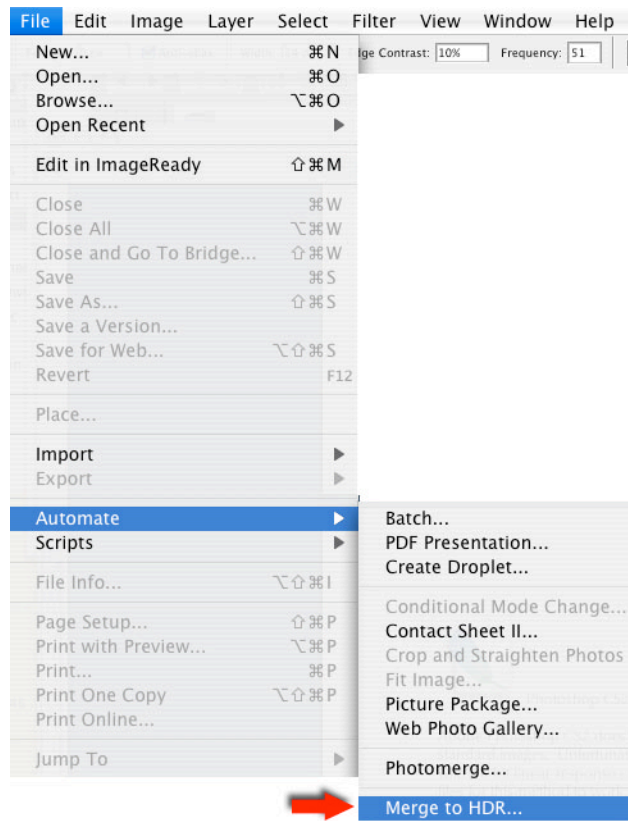 File Edit Image Layer Select Filter View Window Help
New... ⌘N
Edge Contrast: 10% Frequency: 51
Open... ⌘O
Browse... ⌥⌘O
Open Recent
Edit in ImageReady ⇧⌘M
Close ⌘W
Close All ⌥⌘W
Close and Go To Bridge... ⇧⌘W
Save ⌘S
Save As... ⇧⌘S
Save a Version...
Save for Web... ⌥⇧⌘S
Revert F12
Place...
Import
Export
Automate
Scripts
File Info... ⌥⇧⌘I
Page Setup... ⇧⌘P
Print with Preview... ⌥⌘P
Print... ⌘P
Print One Copy ⌥⇧⌘P
Print Online...
Jump To
Batch...
PDF Presentation...
Create Droplet...
Conditional Mode Change...
Contact Sheet II...
Crop and Straighten Photos
Fit Image...
Picture Package...
Web Photo Gallery...
Photomerge...
Merge to HDR...